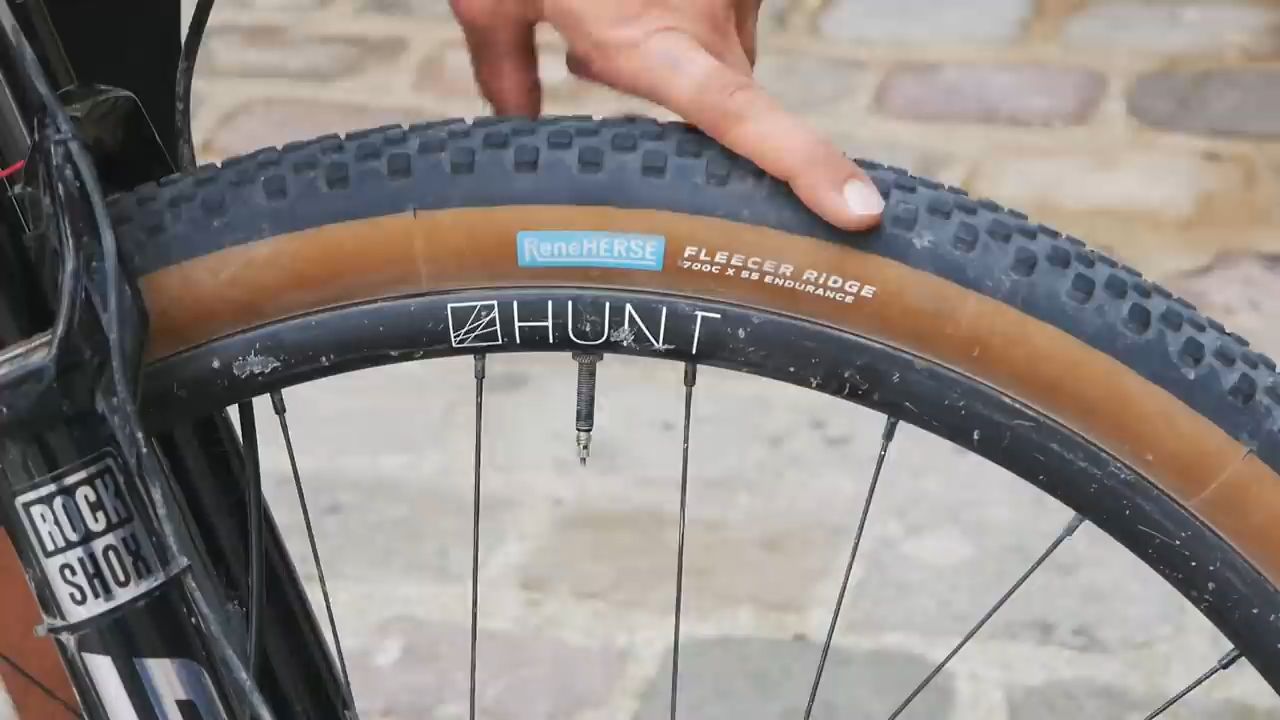 ReneHERSE
FLEECER RIDGE
700C X 55 ENDURANCE
HUNT
ROCK
SHOX